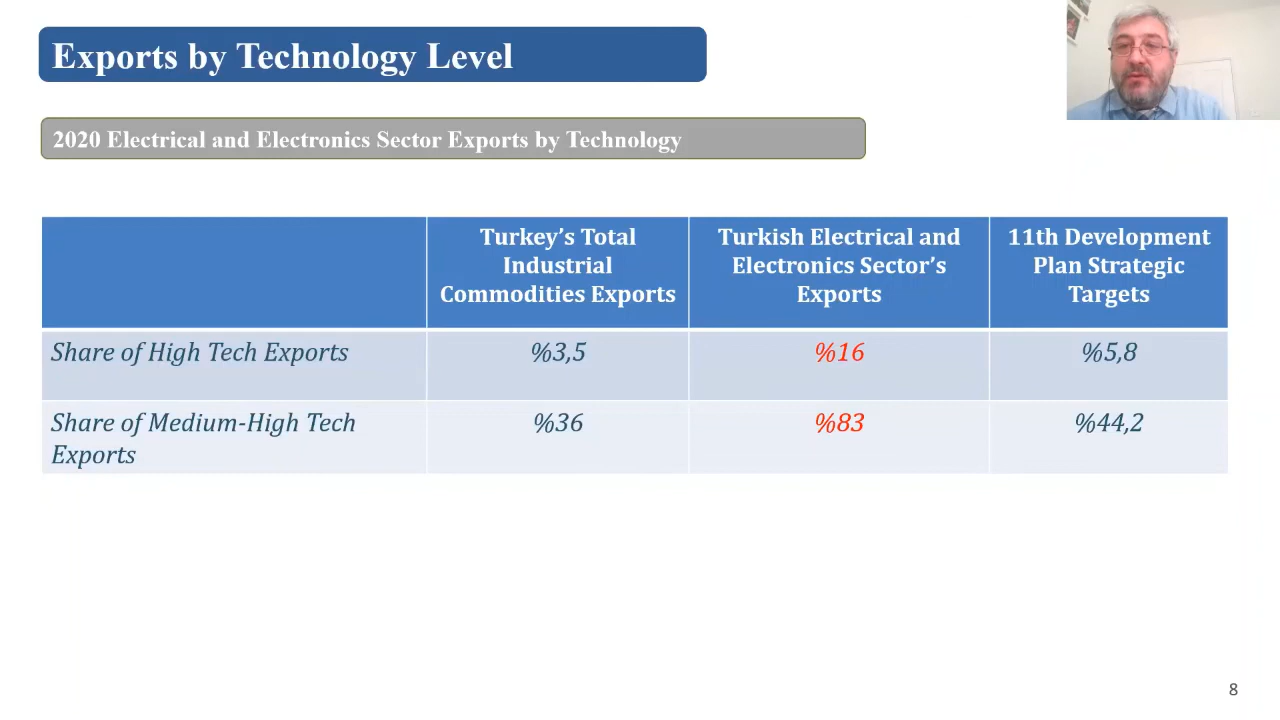 Exports by Technology Level
2020 Electrical and Electronics Sector Exports by Technology
Turkey’s Total
Industrial
Commodities Exports
Turkish Electrical and
Electronics Sector’s
Exports
11th Development
Plan Strategic
Targets
Share of High Tech Exports
%3,5
%16
%5,8
Share of Medium-High Tech
Exports
%36
%83
%44,2
8